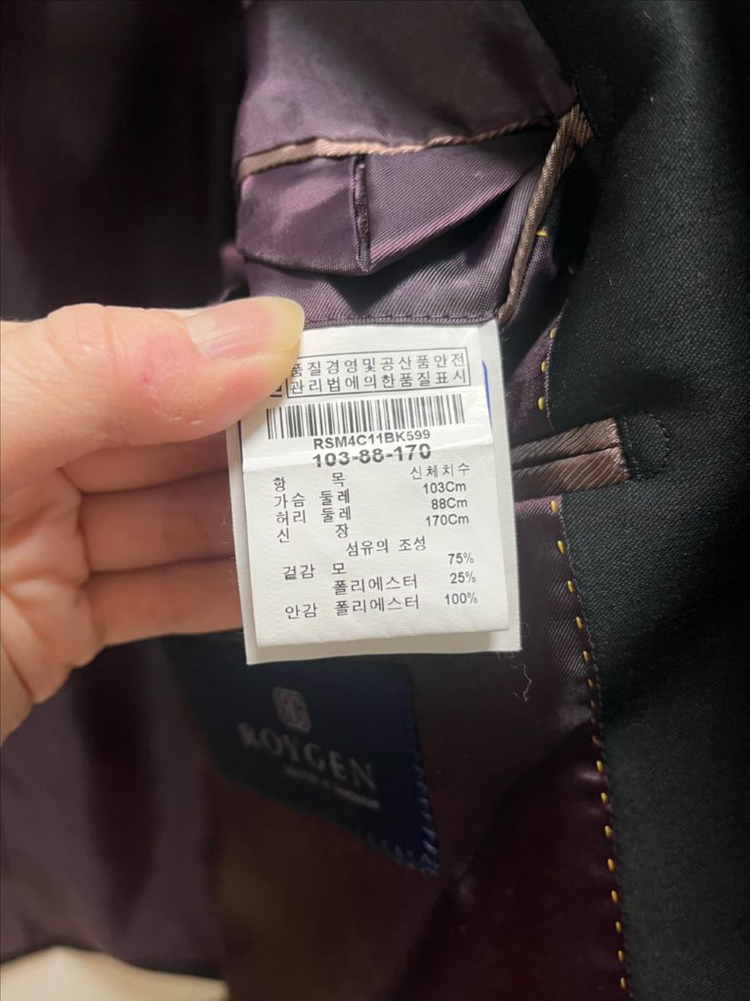 품질경영및공산품안전
관리법에의한품질표시
RSM4C11BK599
103-88-170
항 목 신체치수
가슴 둘레 103Cm
허리 둘레 88Cm
신 장 170Cm
섬유의 조성
겉감 모 75%
폴리에스터 25%
안감 폴리에스터 100%
ROYGEN